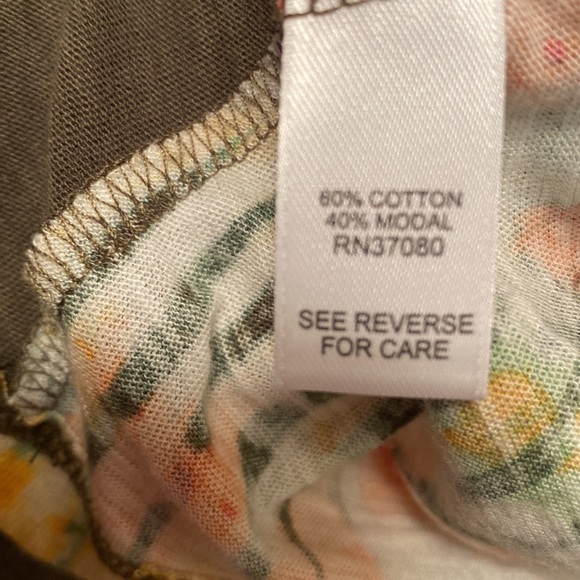 60% COTTON
40% MODAL
RN37080
SEE REVERSE
FOR CARE